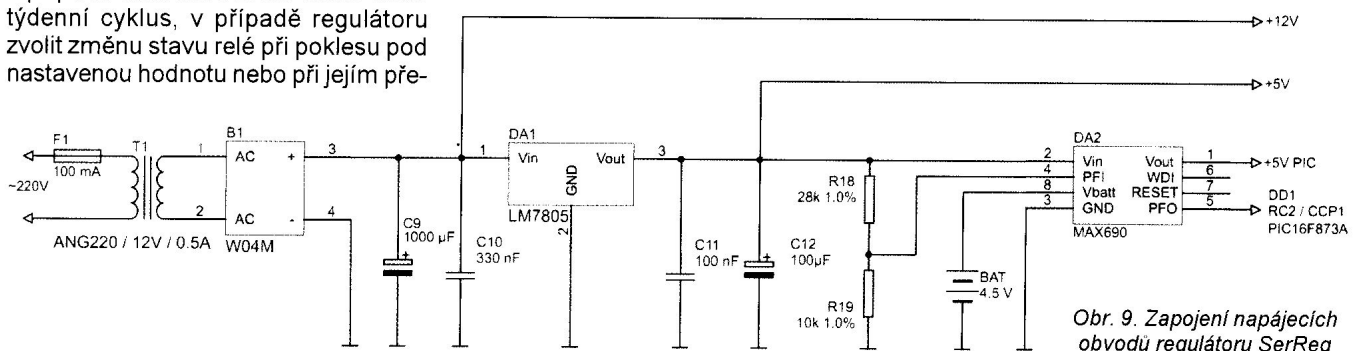 týdenní cyklus, v případě regulátoru
zvolit změnu stavu relé při poklesu pod
nastavenou hodnotu nebo při jejím pře-
+12V
+5V
F1
100 mA
~220V
T1
ANG220 / 12V / 0.5A
B1
1 AC + 3
2 AC - 4
W04M
C9
1000 µF
C10
330 nF
DA1
1 Vin Vout 3
GND
2
LM7805
C11
100 nF
C12
100µF
R18
28k 1.0%
R19
10k 1.0%
DA2
2 Vin Vout 1
4 PFI WDI 6
8 Vbatt RESET 7
3 GND PFO 5
MAX690
+5V PIC
DD1
RC2 / CCP1
PIC16F873A
BAT
4.5 V
Obr. 9. Zapojení napájecích
obvodů regulátoru SerReg